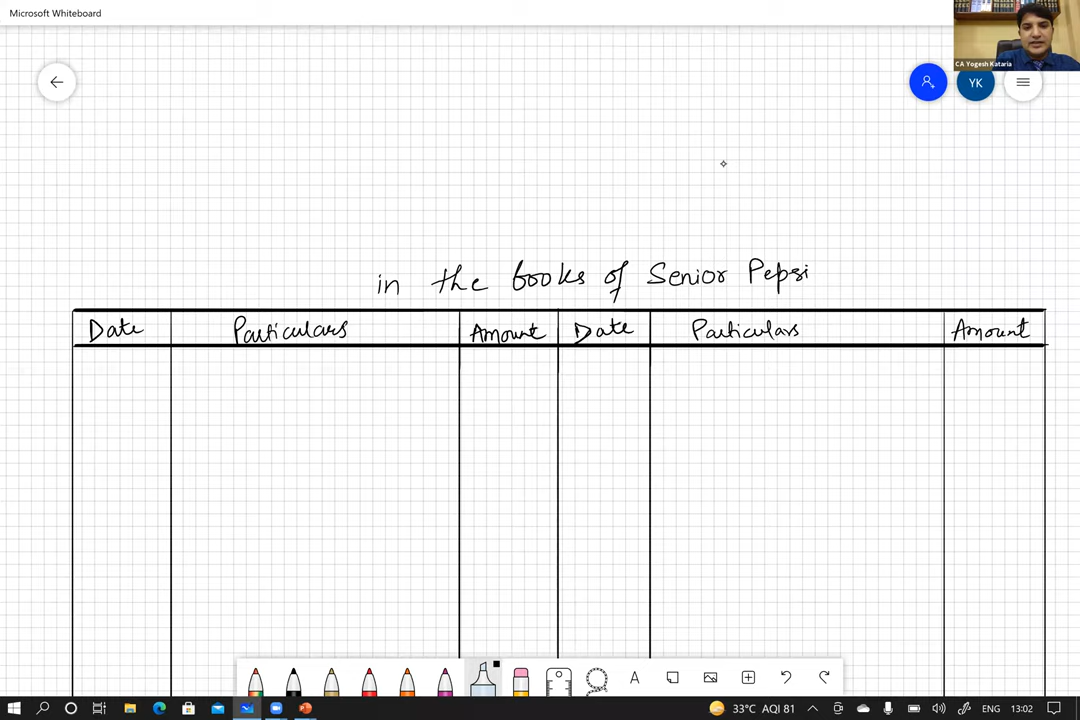 Microsoft Whiteboard
CA Yogesh Kataria
YK
in the books of Senior Pepsi
Date Particulars Amount Date Particulars Amount
A
33°C AQI 81 ENG 13:02